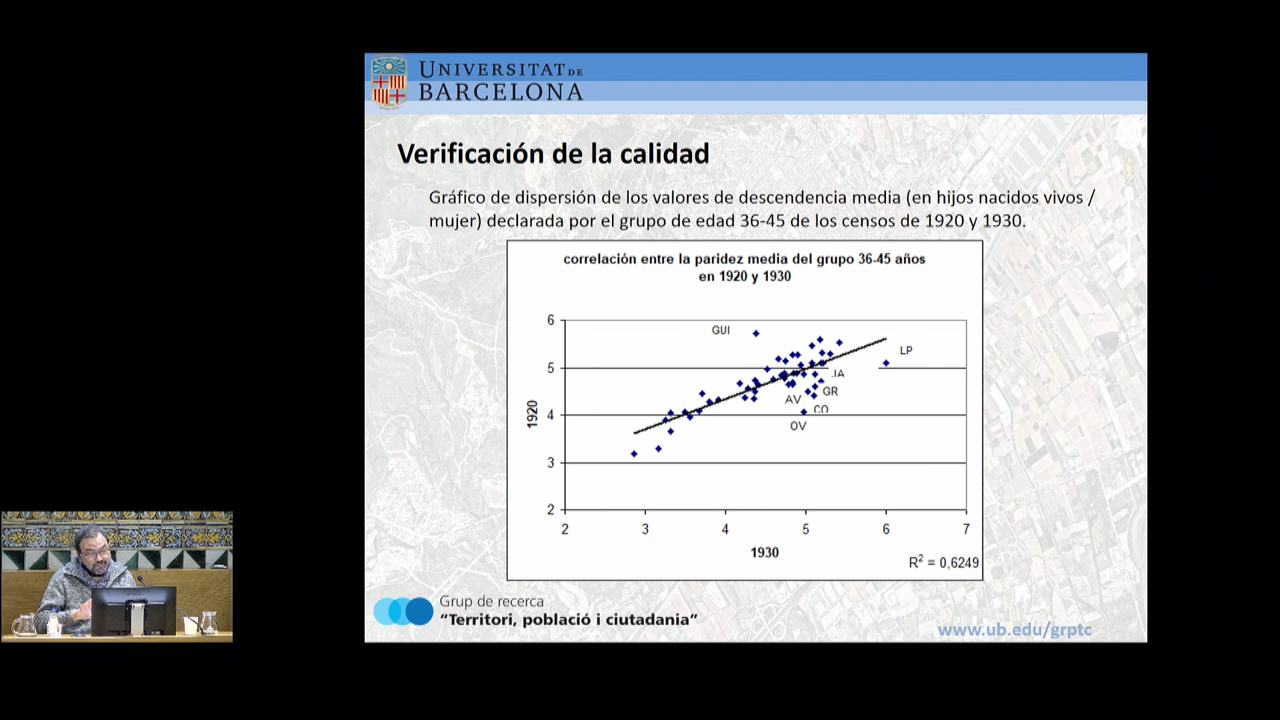 UNIVERSITAT DE
BARCELONA
Verificación de la calidad
Gráfico de dispersión de los valores de descendencia media (en hijos nacidos vivos /
mujer) declarada por el grupo de edad 36-45 de los censos de 1920 y 1930.
correlación entre la paridez media del grupo 36-45 años
en 1920 y 1930
6
GUI
LP
5
JA
GR
AV
CO
1920
4
OV
3
2
2 3 4 5 6 7
1930
R² = 0,6249
Grup de recerca
"Territori, població i ciutadania"
www.ub.edu/grptc